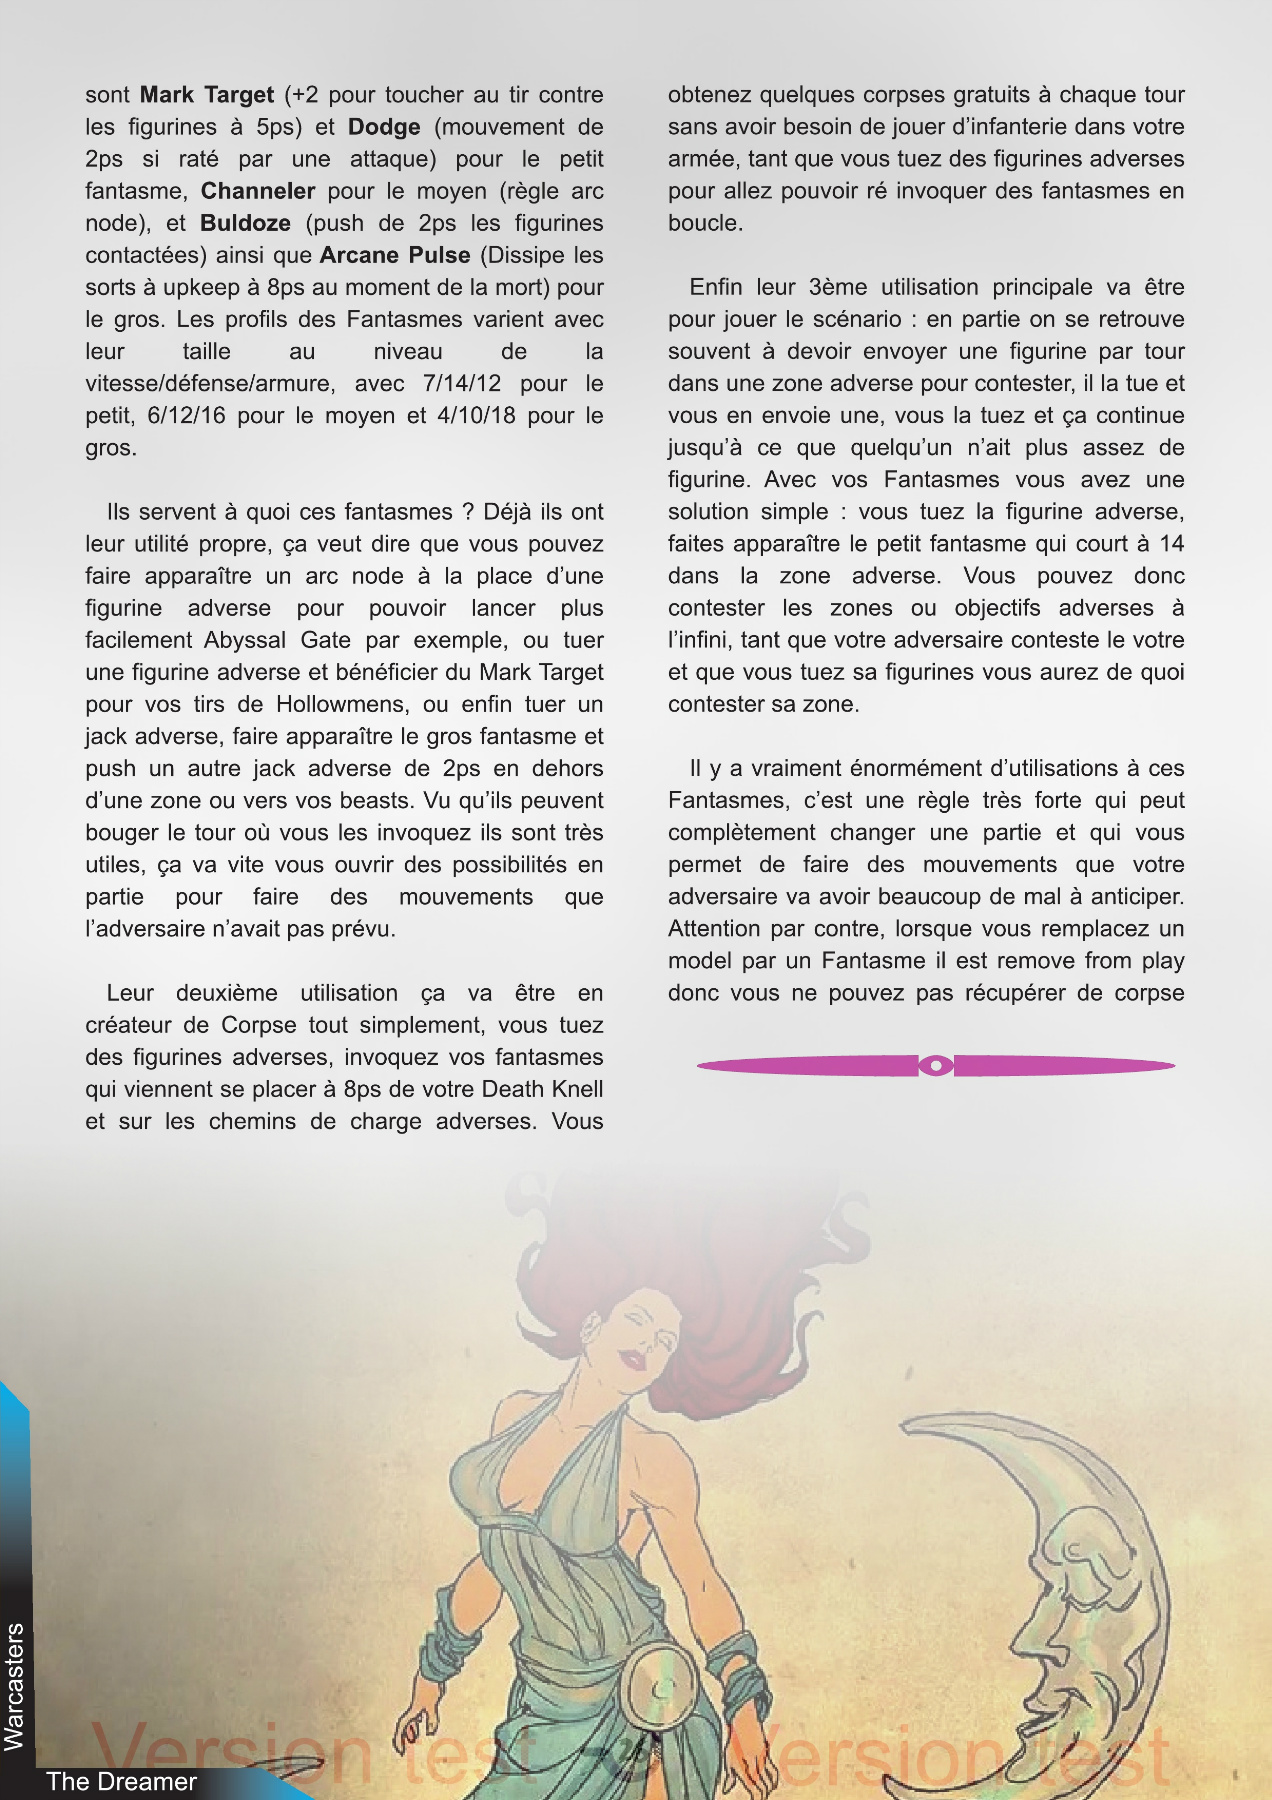 sont Mark Target (+2 pour toucher au tir contre
les figurines à 5ps) et Dodge (mouvement de
2ps si raté par une attaque) pour le petit
fantasme, Channeler pour le moyen (règle arc
node), et Buldoze (push de 2ps les figurines
contactées) ainsi que Arcane Pulse (Dissipe les
sorts à upkeep à 8ps au moment de la mort) pour
le gros. Les profils des Fantasmes varient avec
leur taille au niveau de la
vitesse/défense/armure, avec 7/14/12 pour le
petit, 6/12/16 pour le moyen et 4/10/18 pour le
gros.
Ils servent à quoi ces fantasmes ? Déjà ils ont
leur utilité propre, ça veut dire que vous pouvez
faire apparaître un arc node à la place d’une
figurine adverse pour pouvoir lancer plus
facilement Abyssal Gate par exemple, ou tuer
une figurine adverse et bénéficier du Mark Target
pour vos tirs de Hollowmens, ou enfin tuer un
jack adverse, faire apparaître le gros fantasme et
push un autre jack adverse de 2ps en dehors
d’une zone ou vers vos beasts. Vu qu’ils peuvent
bouger le tour où vous les invoquez ils sont très
utiles, ça va vite vous ouvrir des possibilités en
partie pour faire des mouvements que
l’adversaire n’avait pas prévu.
Leur deuxième utilisation ça va être en
créateur de Corpse tout simplement, vous tuez
des figurines adverses, invoquez vos fantasmes
qui viennent se placer à 8ps de votre Death Knell
et sur les chemins de charge adverses. Vous
obtenez quelques corpses gratuits à chaque tour
sans avoir besoin de jouer d’infanterie dans votre
armée, tant que vous tuez des figurines adverses
pour allez pouvoir ré invoquer des fantasmes en
boucle.
Enfin leur 3ème utilisation principale va être
pour jouer le scénario : en partie on se retrouve
souvent à devoir envoyer une figurine par tour
dans une zone adverse pour contester, il la tue et
vous en envoie une, vous la tuez et ça continue
jusqu’à ce que quelqu’un n’ait plus assez de
figurine. Avec vos Fantasmes vous avez une
solution simple : vous tuez la figurine adverse,
faites apparaître le petit fantasme qui court à 14
dans la zone adverse. Vous pouvez donc
contester les zones ou objectifs adverses à
l’infini, tant que votre adversaire conteste le votre
et que vous tuez sa figurines vous aurez de quoi
contester sa zone.
Il y a vraiment énormément d’utilisations à ces
Fantasmes, c’est une règle très forte qui peut
complètement changer une partie et qui vous
permet de faire des mouvements que votre
adversaire va avoir beaucoup de mal à anticiper.
Attention par contre, lorsque vous remplacez un
model par un Fantasme il est remove from play
donc vous ne pouvez pas récupérer de corpse
Warcasters
Version test
Version test
The Dreamer